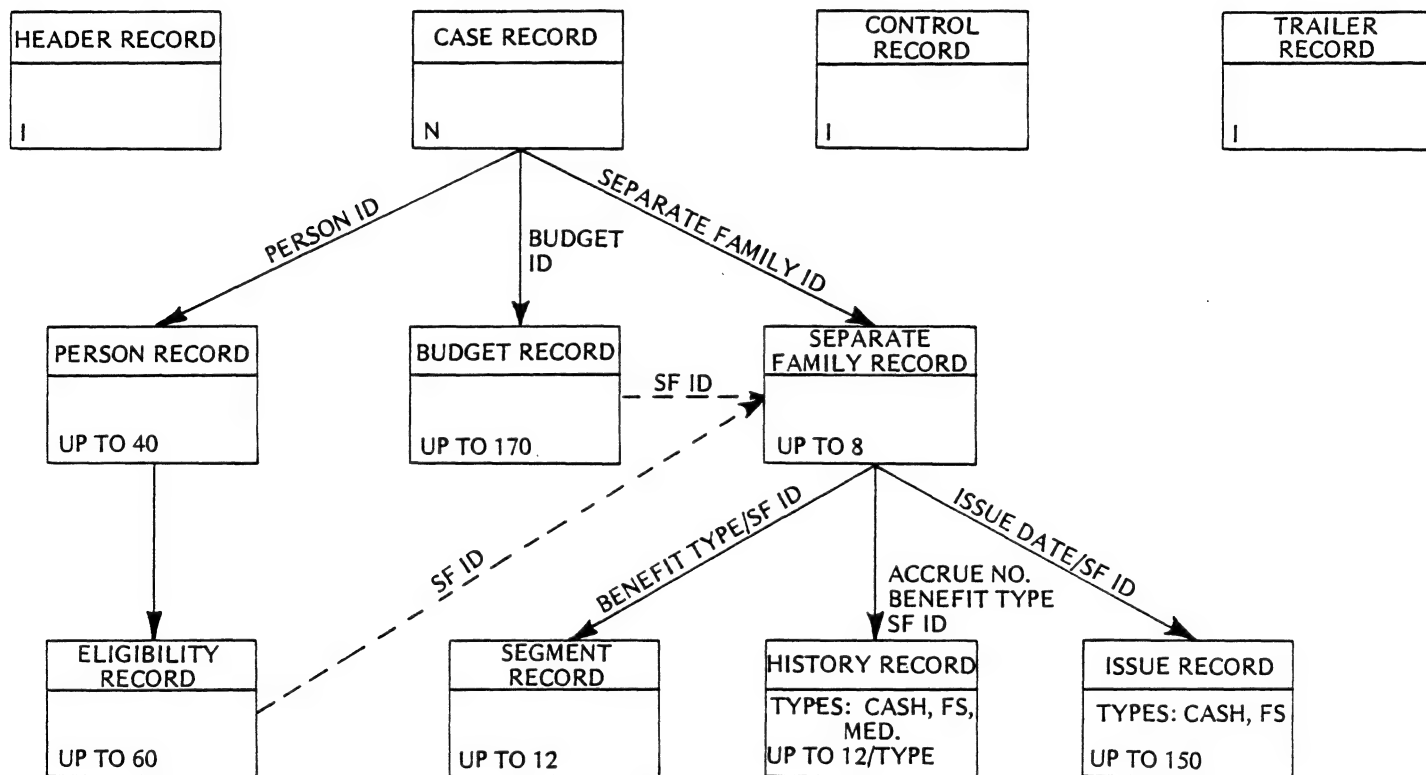 HEADER RECORD
I
CASE RECORD
N
CONTROL
RECORD
I
TRAILER
RECORD
I
PERSON ID
BUDGET
ID
SEPARATE FAMILY ID
PERSON RECORD
UP TO 40
BUDGET RECORD
UP TO 170
SF ID
SEPARATE
FAMILY RECORD
UP TO 8
SF ID
BENEFIT TYPE/SF ID
ACCRUE NO.
BENEFIT TYPE
SF ID
ISSUE DATE/SF ID
ELIGIBILITY
RECORD
UP TO 60
SEGMENT
RECORD
UP TO 12
HISTORY RECORD
TYPES: CASH, FS,
MED.
UP TO 12/TYPE
ISSUE RECORD
TYPES: CASH, FS
UP TO 150